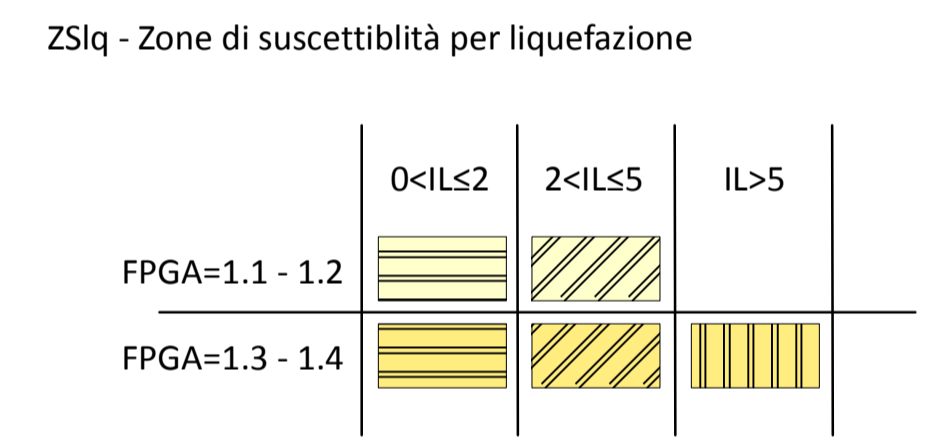 ZSlq - Zone di suscettiblità per liquefazione
0<IL≤2 2<IL≤5 IL>5
FPGA=1.1 - 1.2
FPGA=1.3 - 1.4